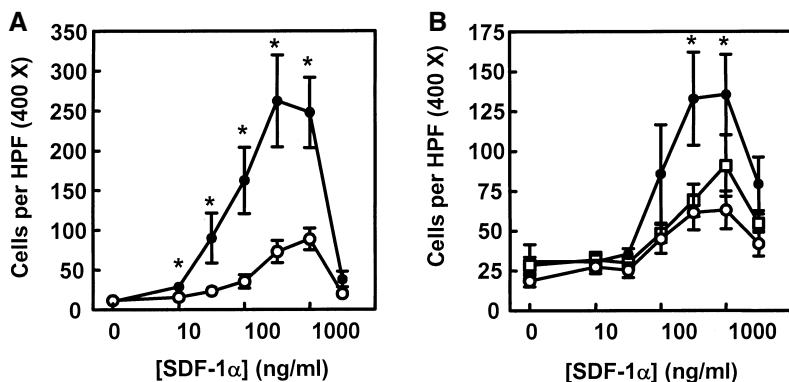 A
Cells per HPF (400 X)
350
300
250
200
150
100
50
0
* * * * * *
0 10 100 1000
[SDF-1α] (ng/ml)
B
Cells per HPF (400 X)
175
150
125
100
75
50
25
0
* *
0 10 100 1000
[SDF-1α] (ng/ml)